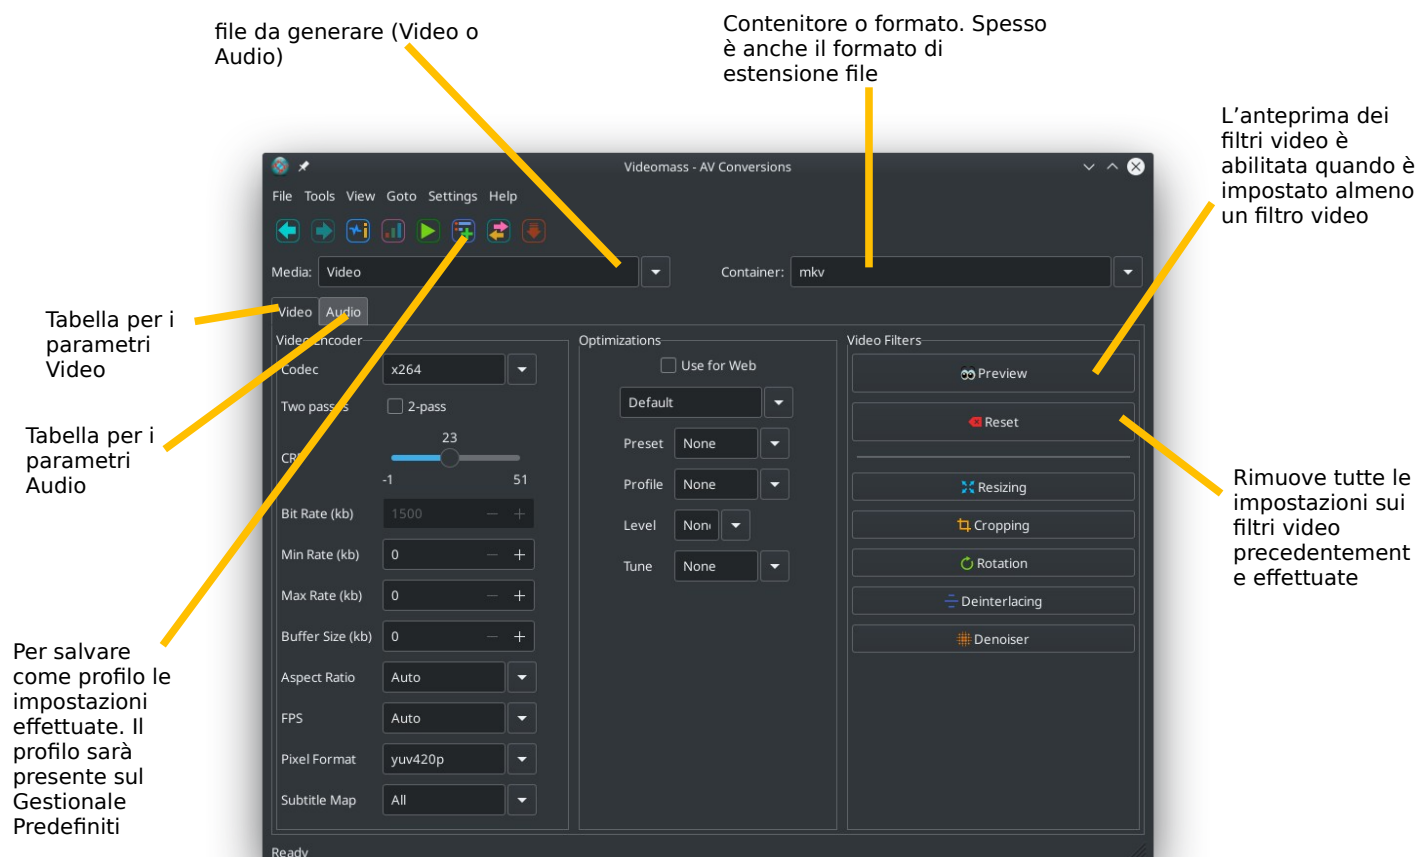 file da generare (Video o
Audio)
Contenitore o formato. Spesso
è anche il formato di
estensione file
L’anteprima dei
filtri video è
abilitata quando è
impostato almeno
un filtro video
Videomass - AV Conversions
File Tools View Goto Settings Help
Media: Video
Container: mkv
Video Audio
Tabella per i
parametri
Video
Tabella per i
parametri
Audio
Per salvare
come profilo le
impostazioni
effettuate. Il
profilo sarà
presente sul
Gestionale
Predefiniti
Video Encoder
Codec x264
Two passes 2-pass
23
-1 51
Bit Rate (kb) 1500
Min Rate (kb) 0
Max Rate (kb) 0
Buffer Size (kb) 0
Aspect Ratio Auto
FPS Auto
Pixel Format yuv420p
Subtitle Map All
Optimizations
Use for Web
Default
Preset None
Profile None
Level
Tune None
Video Filters
Preview
Reset
Resizing
Cropping
Rotation
Deinterlacing
Denoiser
Rimuove tutte le
impostazioni sui
filtri video
precedentement
e effettuate
Ready